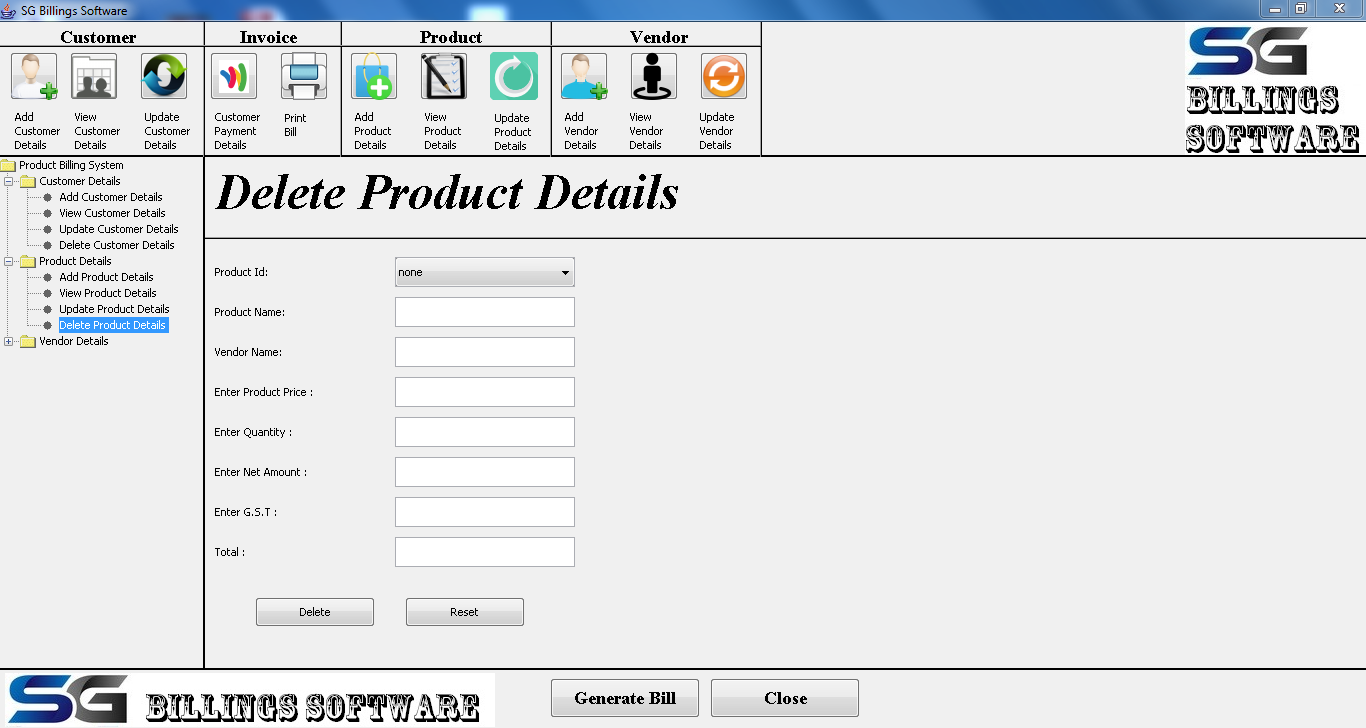 SG Billings Software
Customer
Invoice
Product
Vendor
Add
Customer
Details
View
Customer
Details
Update
Customer
Details
Customer
Payment
Details
Print
Bill
Add
Product
Details
View
Product
Details
Update
Product
Details
Add
Vendor
Details
View
Vendor
Details
Update
Vendor
Details
SG
BILLINGS
SOFTWARE
Product Billing System
Customer Details
Add Customer Details
View Customer Details
Update Customer Details
Delete Customer Details
Product Details
Add Product Details
View Product Details
Update Product Details
Delete Product Details
Vendor Details
Delete Product Details
Product Id:
none
Product Name:
Vendor Name:
Enter Product Price :
Enter Quantity :
Enter Net Amount :
Enter G.S.T :
Total :
Delete
Reset
SG BILLINGS SOFTWARE
Generate Bill
Close